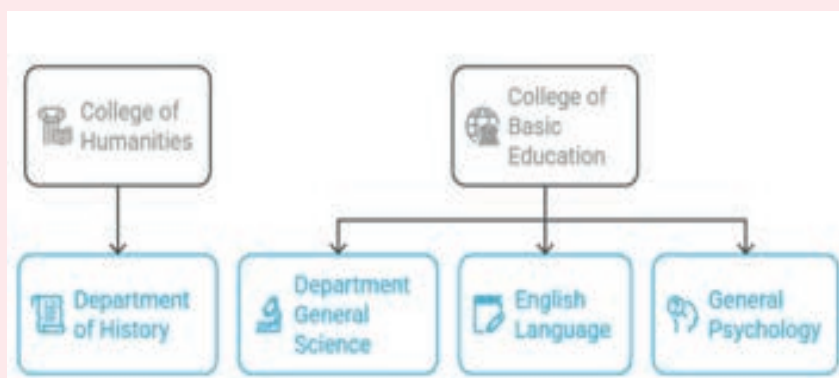 College of
Humanities
College of
Basic
Education
Department
of History
Department
General
Science
English
Language
General
Psychology